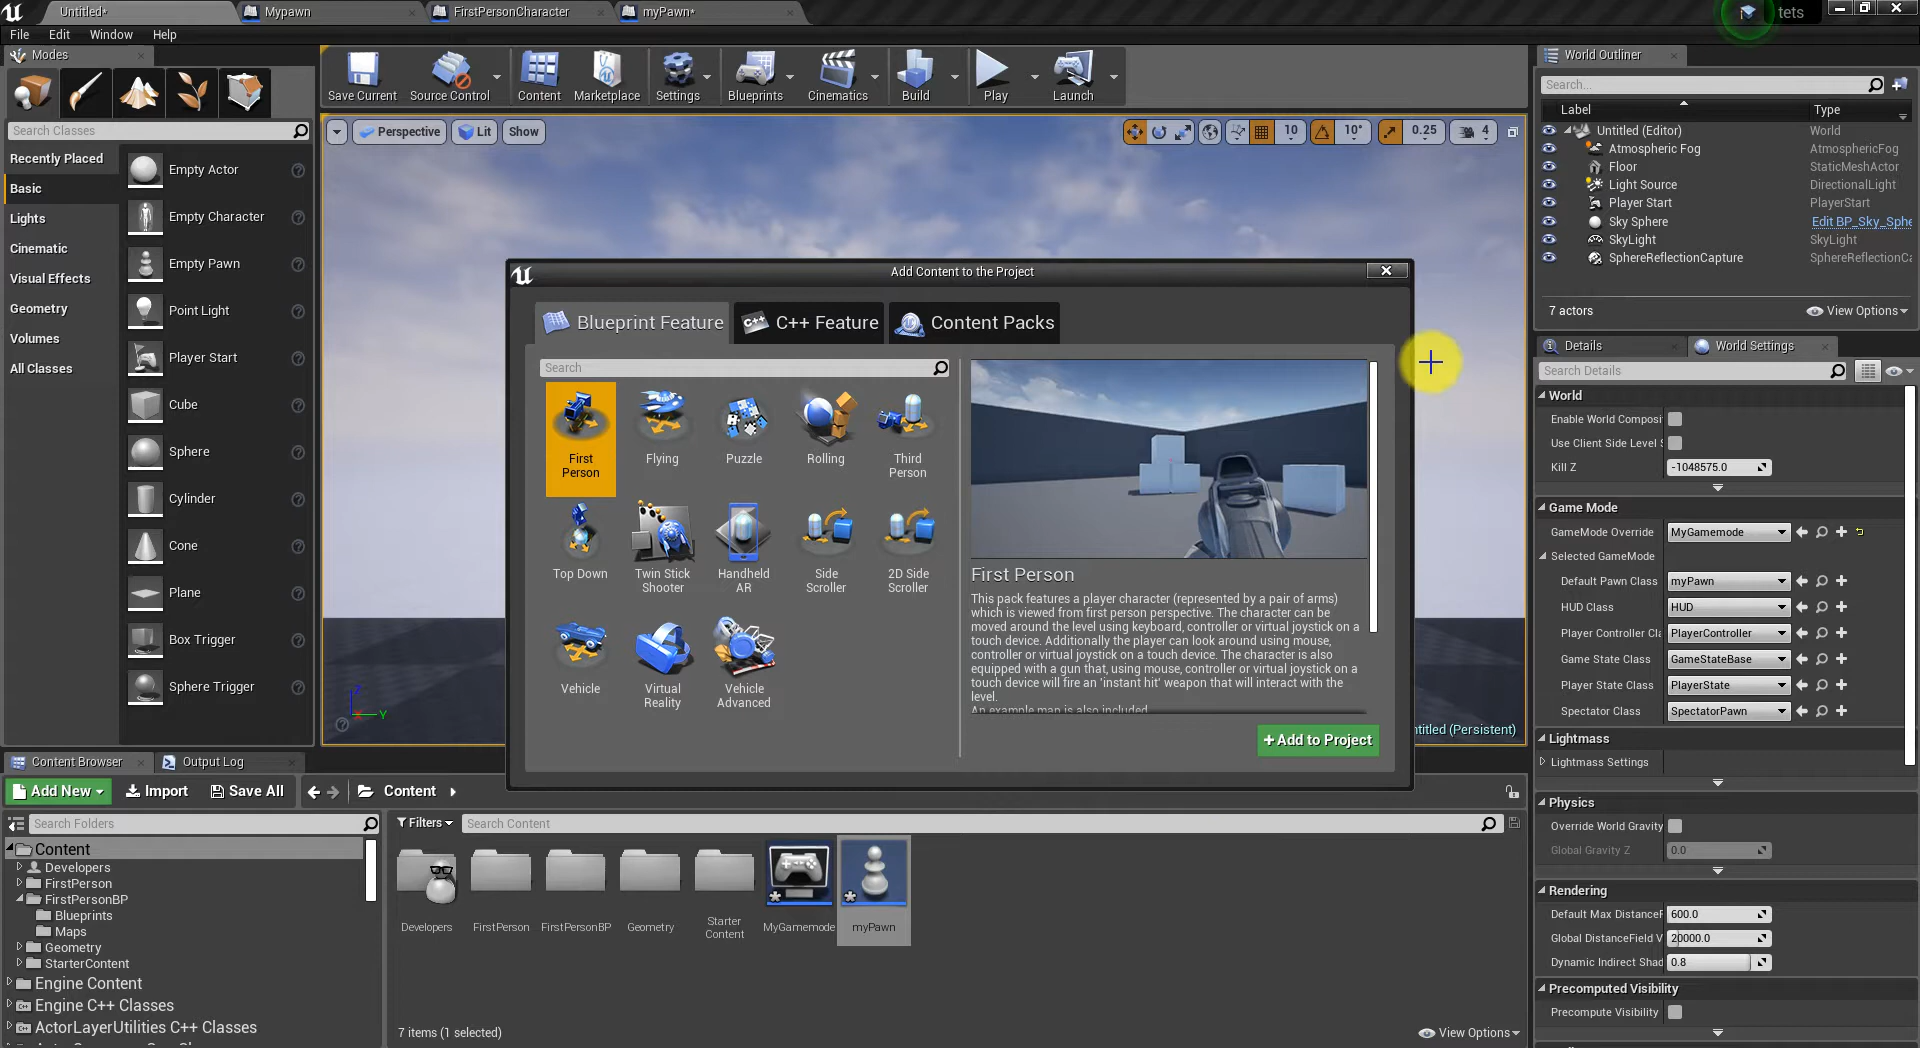 Untitled*
Mypawn
FirstPersonCharacter
myPawn*
tets
File
Edit
Window
Help
Modes
Save Current
Source Control
Content
Marketplace
Settings
Blueprints
Cinematics
Build
Play
Launch
Search Classes
Recently Placed
Basic
Lights
Cinematic
Visual Effects
Geometry
Volumes
All Classes
Empty Actor
Empty Character
Empty Pawn
Point Light
Player Start
Cube
Sphere
Cylinder
Cone
Plane
Box Trigger
Sphere Trigger
Perspective
Lit
Show
10
10°
0.25
4
Z
Y
Add Content to the Project
Blueprint Feature
C++
C++ Feature
Content Packs
Search
First
Person
Flying
Puzzle
Rolling
Third
Person
Top Down
Twin Stick
Shooter
Handheld
AR
Side
Scroller
2D Side
Scroller
Vehicle
Virtual
Reality
Vehicle
Advanced
First Person
This pack features a player character (represented by a pair of arms)
which is viewed from first person perspective. The character can be
moved around the level using keyboard, controller or virtual joystick on a
touch device. Additionally the player can look around using mouse,
controller or virtual joystick on a touch device. The character is also
equipped with a gun that, using mouse, controller or virtual joystick on a
touch device will fire an 'instant hit' weapon that will interact with the
level.
An example map is also included
+Add to Project
ntitled (Persistent)
World Outliner
Search...
Label
Type
Untitled (Editor)
World
Atmospheric Fog
AtmosphericFog
Floor
StaticMeshActor
Light Source
DirectionalLight
Player Start
PlayerStart
Sky Sphere
Edit BP_Sky_Sphe
SkyLight
SkyLight
SphereReflectionCapture
SphereReflectionCa
7 actors
View Options
Details
World Settings
Search Details
World
Enable World Composi
Use Client Side Level S
Kill Z
-1048575.0
Game Mode
GameMode Override
MyGamemode
Selected GameMode
Default Pawn Class
myPawn
HUD Class
HUD
Player Controller Cla
PlayerController
Game State Class
GameStateBase
Player State Class
PlayerState
Spectator Class
SpectatorPawn
Lightmass
Lightmass Settings
Physics
Override World Gravity
Global Gravity Z
0.0
Rendering
Default Max DistanceF
600.0
Global DistanceField V
20000.0
Dynamic Indirect Shad
0.8
Precomputed Visibility
Precompute Visibility
Content Browser
Output Log
Add New
Import
Save All
Content
Search Folders
Content
Developers
FirstPerson
FirstPersonBP
Blueprints
Maps
Geometry
StarterContent
Engine Content
Engine C++ Classes
ActorLayerUtilities C++ Classes
Filters
Search Content
Developers
FirstPerson
FirstPersonBP
Geometry
Starter
Content
MyGamemode
myPawn
7 items (1 selected)
View Options